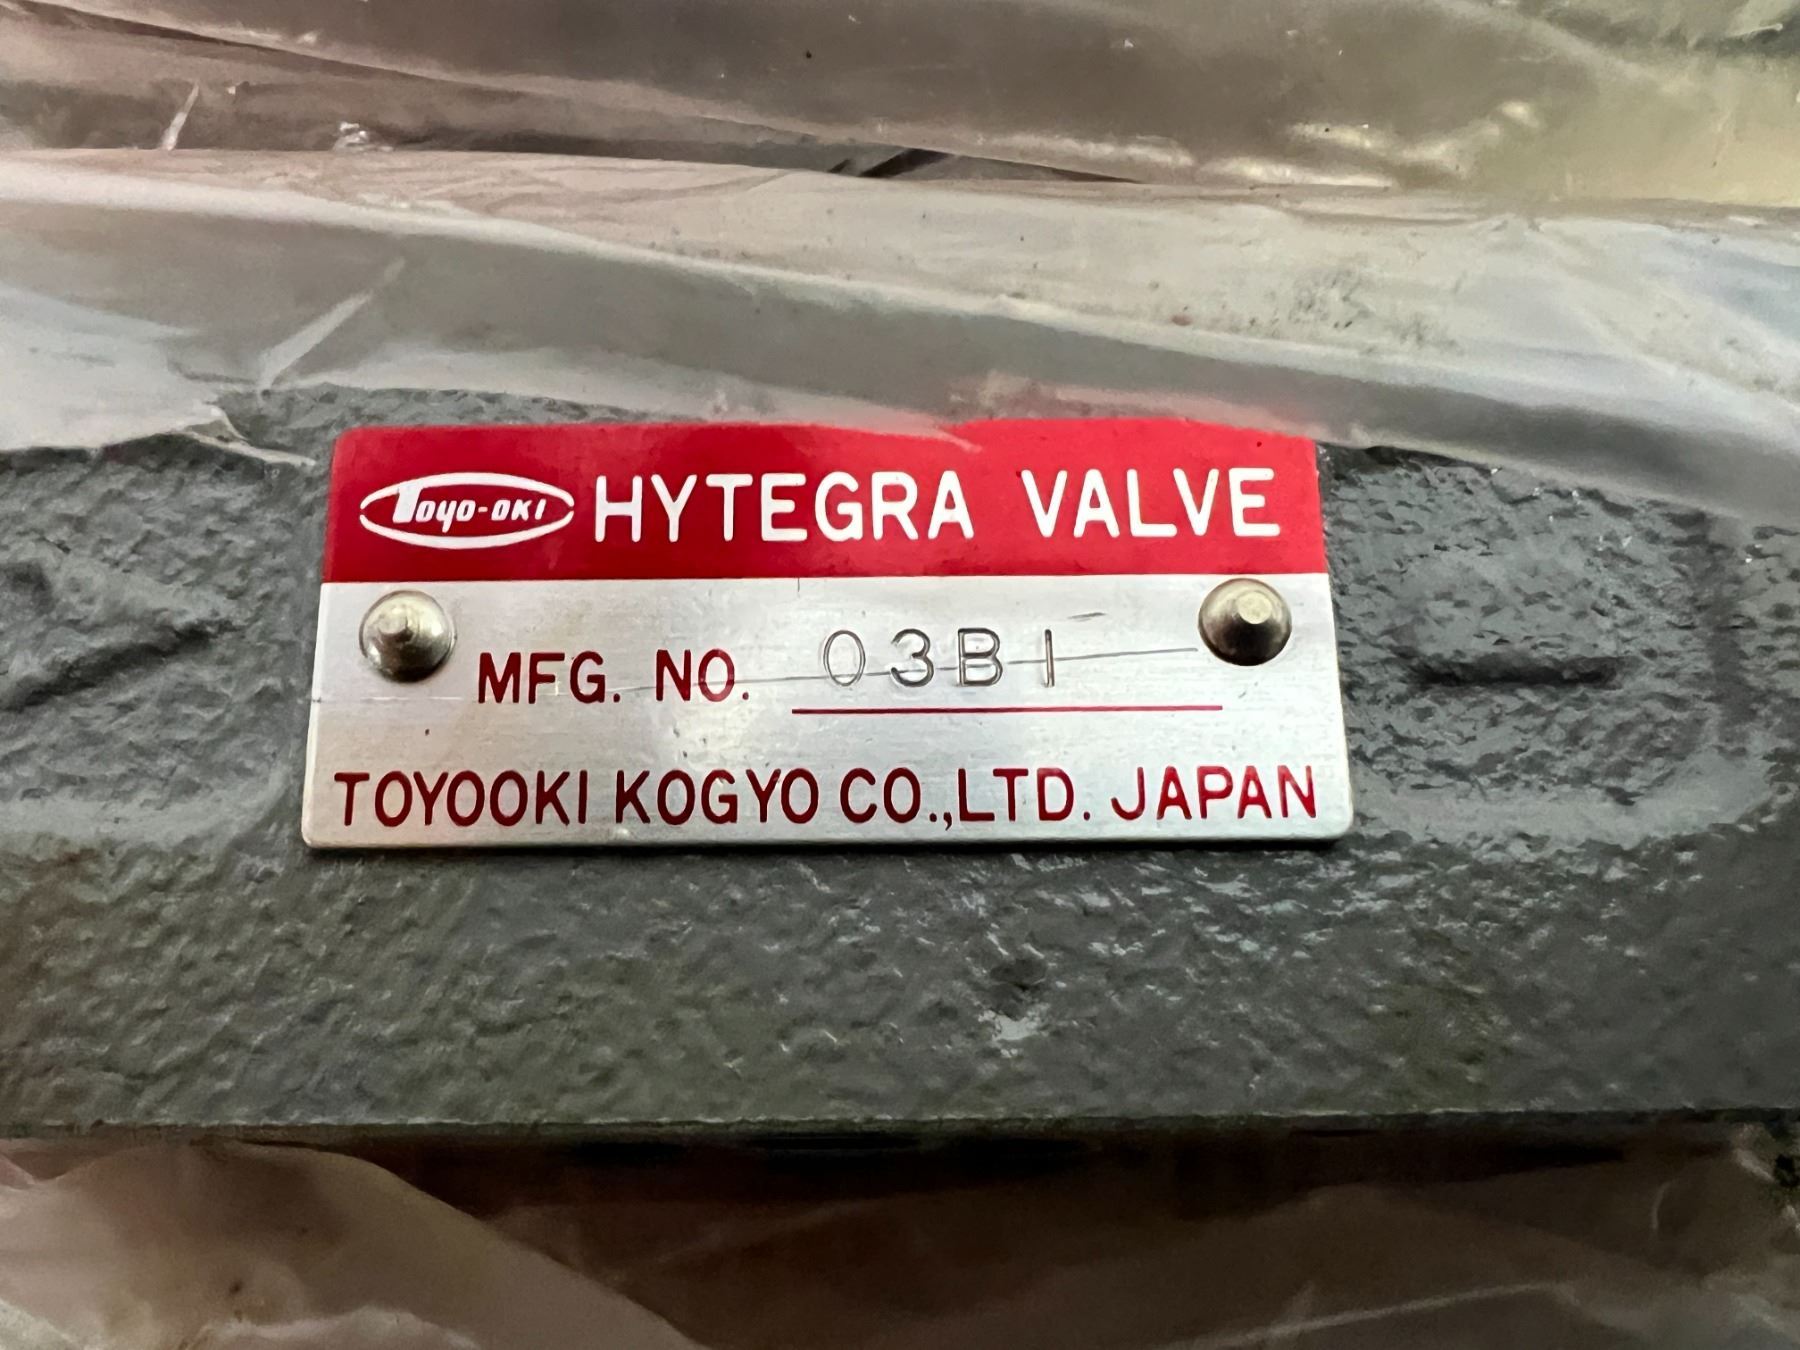 TOYO-OKI HYTEGRA VALVE
MFG. NO. 03B1
TOYOOKI KOGYO CO.,LTD. JAPAN